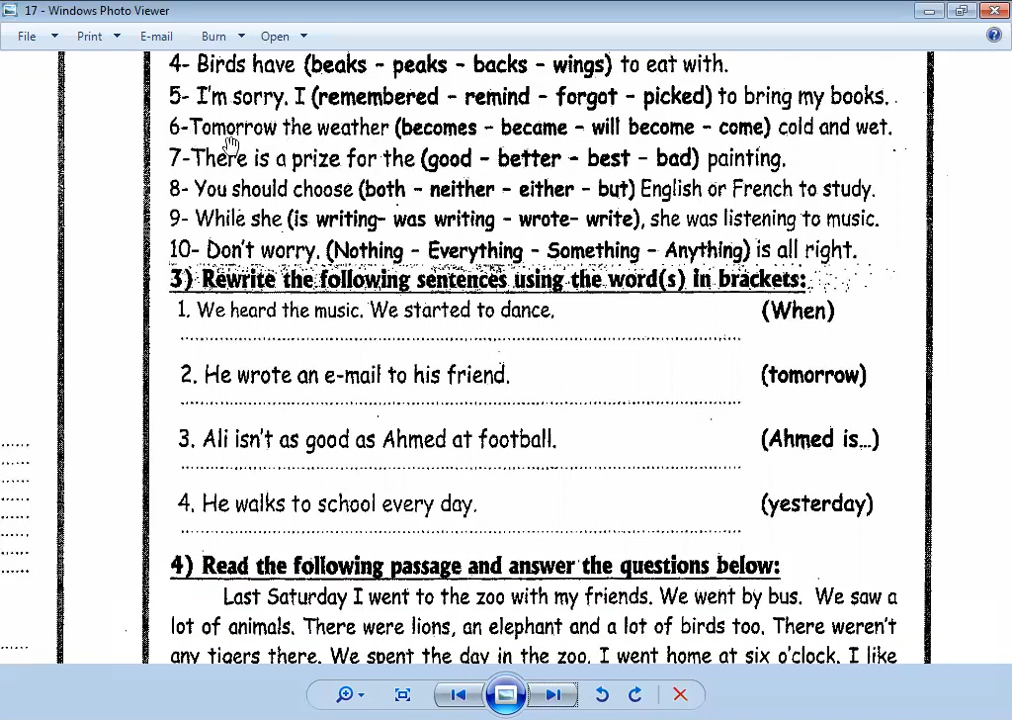 17 - Windows Photo Viewer
File Print E-mail Burn Open
4- Birds have (beaks - peaks - backs - wings) to eat with.
5- I'm sorry. I (remembered - remind - forgot - picked) to bring my books.
6-Tomorrow the weather (becomes - became - will become - come) cold and wet.
7-There is a prize for the (good - better - best - bad) painting.
8- You should choose (both - neither - either - but) English or French to study.
9- While she (is writing- was writing - wrote- write), she was listening to music.
10- Don't worry. (Nothing - Everything - Something - Anything) is all right.
3) Rewrite the following sentences using the word(s) in brackets:
1. We heard the music. We started to dance. (When)
2. He wrote an e-mail to his friend. (tomorrow)
3. Ali isn't as good as Ahmed at football. (Ahmed is...)
4. He walks to school every day. (yesterday)
4) Read the following passage and answer the questions below:
Last Saturday I went to the zoo with my friends. We went by bus. We saw a
lot of animals. There were lions, an elephant and a lot of birds too. There weren't
any tigers there. We spent the day in the zoo. I went home at six o'clock. I like